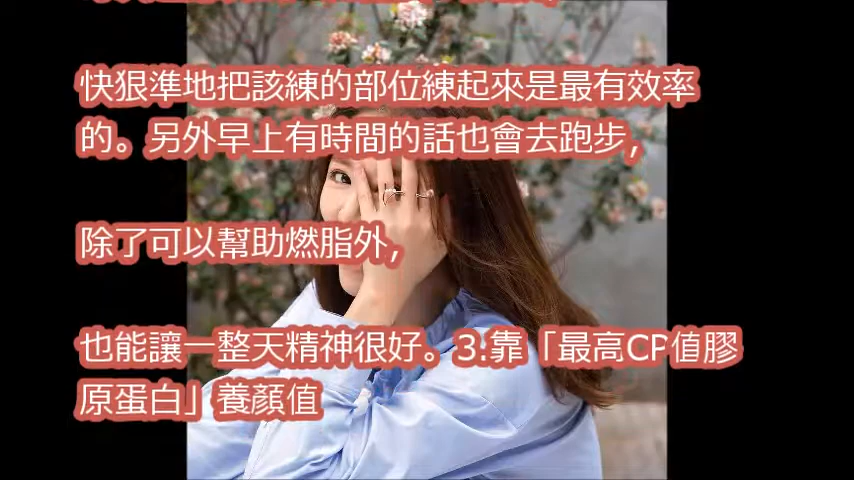 快狠準地把該練的部位練起來是最有效率
的。另外早上有時間的話也會去跑步,
除了可以幫助燃脂外,
也能讓一整天精神很好。3.靠「最高CP值膠
原蛋白」養顏值